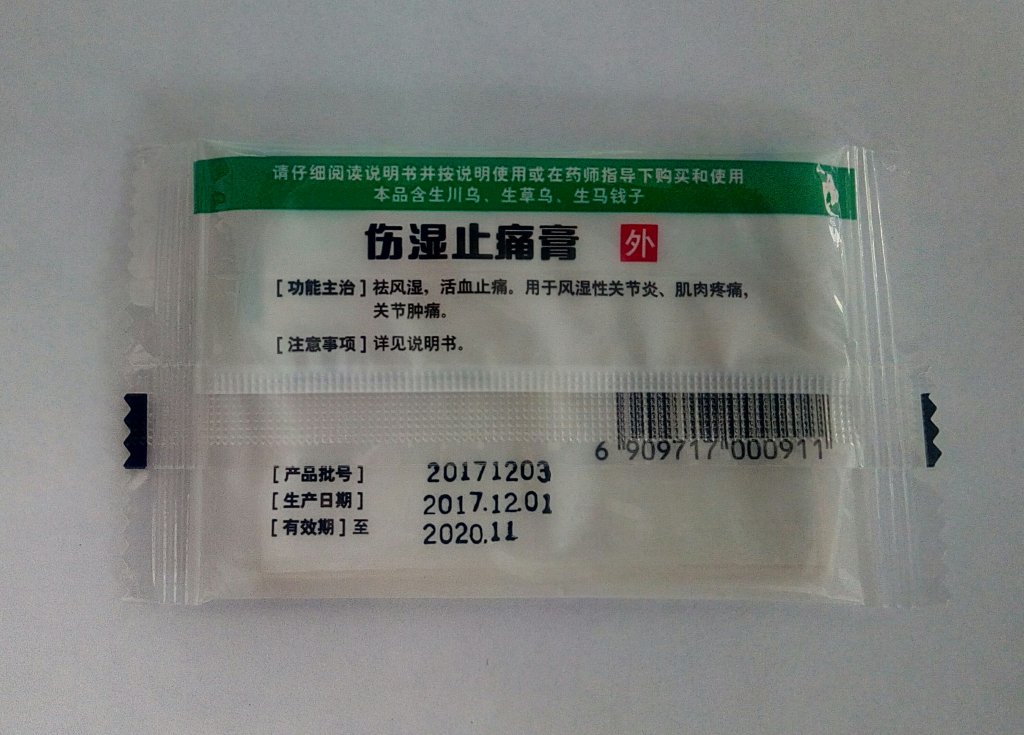 请仔细阅读说明书并按说明使用或在药师指导下购买和使用
本品含生川乌、生草乌、生马钱子
伤湿止痛膏 外
[功能主治] 祛风湿，活血止痛。用于风湿性关节炎、肌肉疼痛，
关节肿痛。
[注意事项] 详见说明书。
6 909717 000911
[产品批号] 20171203
[生产日期] 2017.12.01
[有效期] 至 2020.11